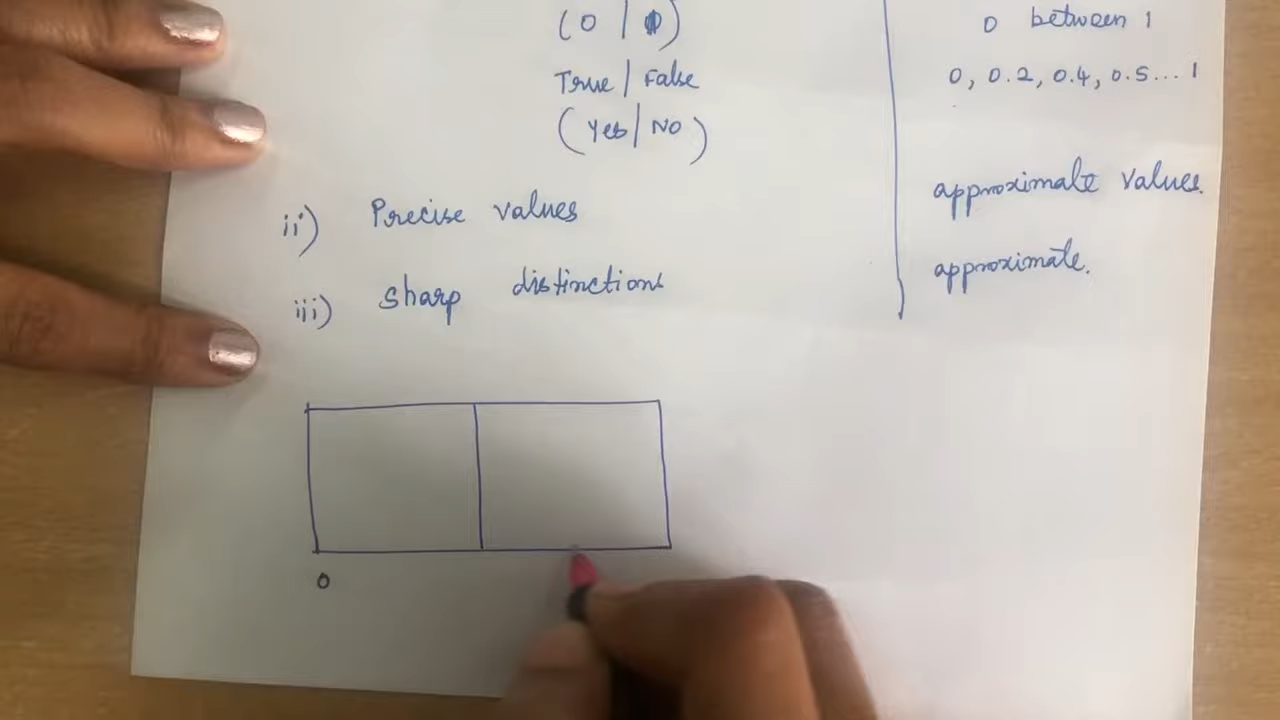 (0 | 0)
True | False
(Yes | No)
ii) Precise values
iii) Sharp distinctions
0 between 1
0, 0.2, 0.4, 0.5... 1
approximate values.
approximate.
0